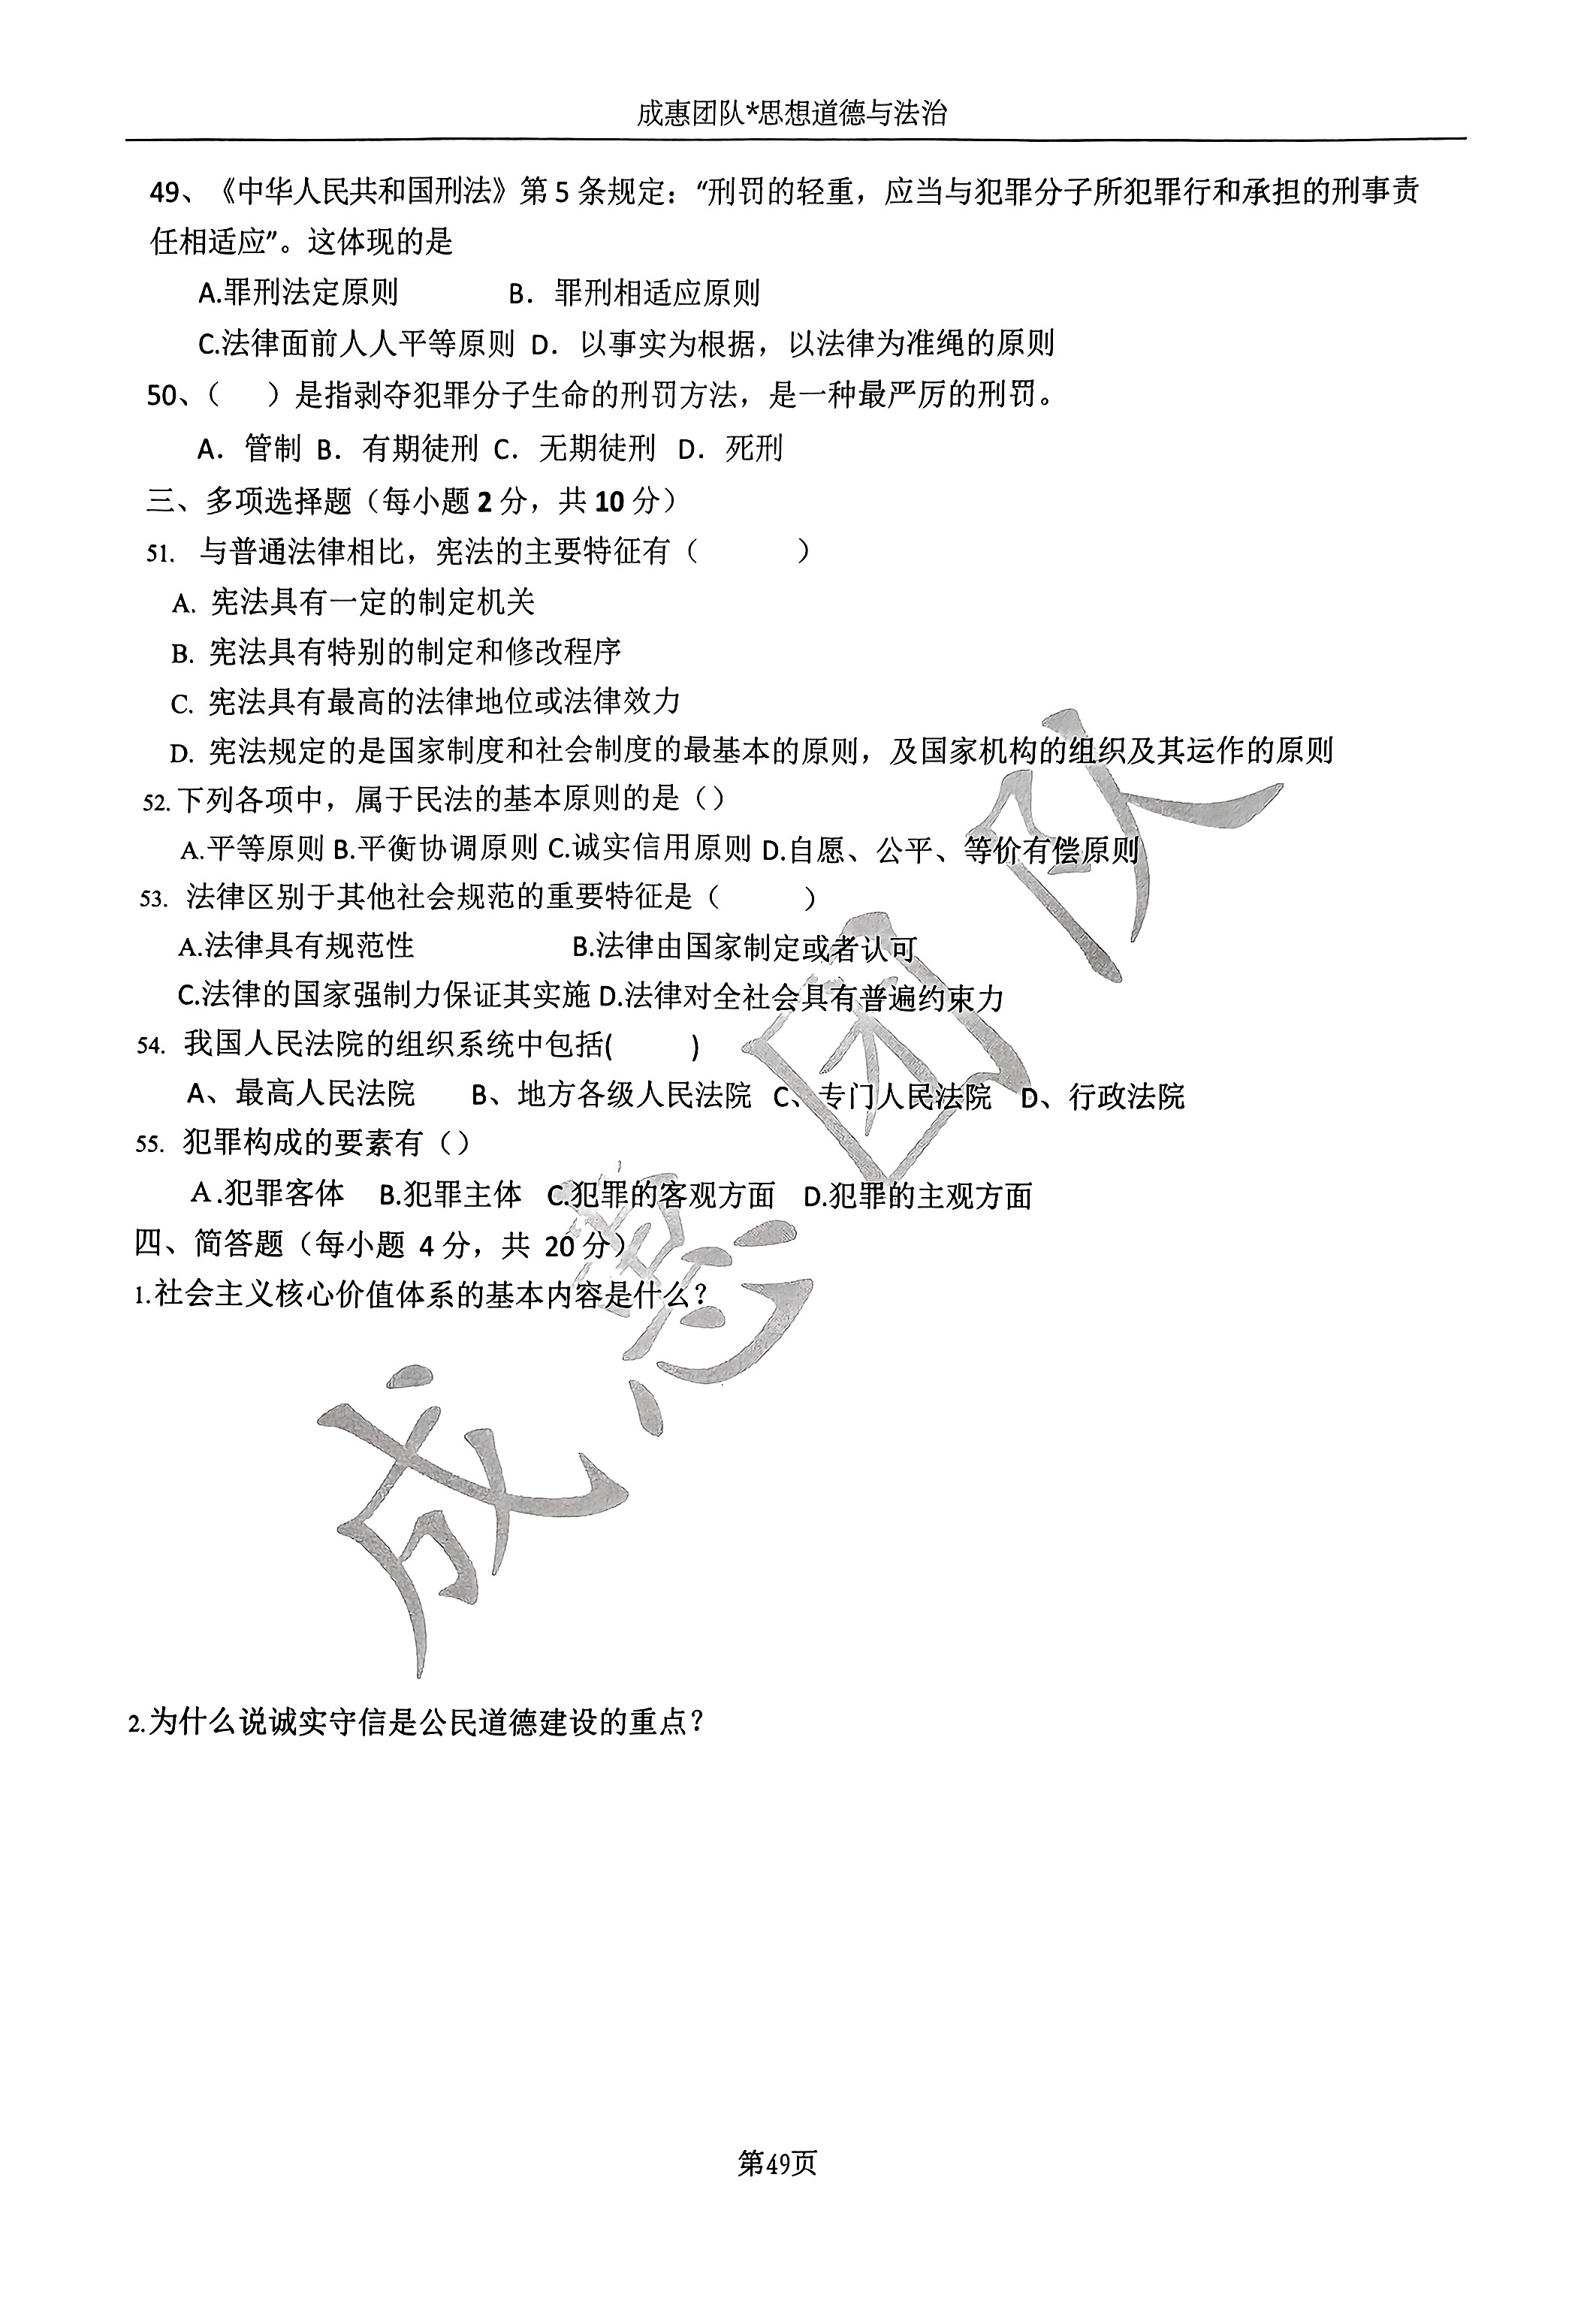 成惠团队*思想道德与法治
49、《中华人民共和国刑法》第 5 条规定：“刑罚的轻重，应当与犯罪分子所犯罪行和承担的刑事责
任相适应”。这体现的是
A.罪刑法定原则 B．罪刑相适应原则
C.法律面前人人平等原则 D．以事实为根据，以法律为准绳的原则
50、（ ）是指剥夺犯罪分子生命的刑罚方法，是一种最严厉的刑罚。
A．管制 B．有期徒刑 C．无期徒刑 D．死刑
三、多项选择题（每小题 2 分，共 10 分）
51. 与普通法律相比，宪法的主要特征有（ ）
A. 宪法具有一定的制定机关
B. 宪法具有特别的制定和修改程序
C. 宪法具有最高的法律地位或法律效力
D. 宪法规定的是国家制度和社会制度的最基本的原则，及国家机构的组织及其运作的原则
52. 下列各项中，属于民法的基本原则的是（）
A.平等原则 B.平衡协调原则 C.诚实信用原则 D.自愿、公平、等价有偿原则
53. 法律区别于其他社会规范的重要特征是（ ）
A.法律具有规范性 B.法律由国家制定或者认可
C.法律的国家强制力保证其实施 D.法律对全社会具有普遍约束力
54. 我国人民法院的组织系统中包括( )
A、最高人民法院 B、地方各级人民法院 C、专门人民法院 D、行政法院
55. 犯罪构成的要素有（）
A.犯罪客体 B.犯罪主体 C.犯罪的客观方面 D.犯罪的主观方面
四、简答题（每小题 4 分，共 20 分）
1.社会主义核心价值体系的基本内容是什么？
成惠团队
2.为什么说诚实守信是公民道德建设的重点？
第49页